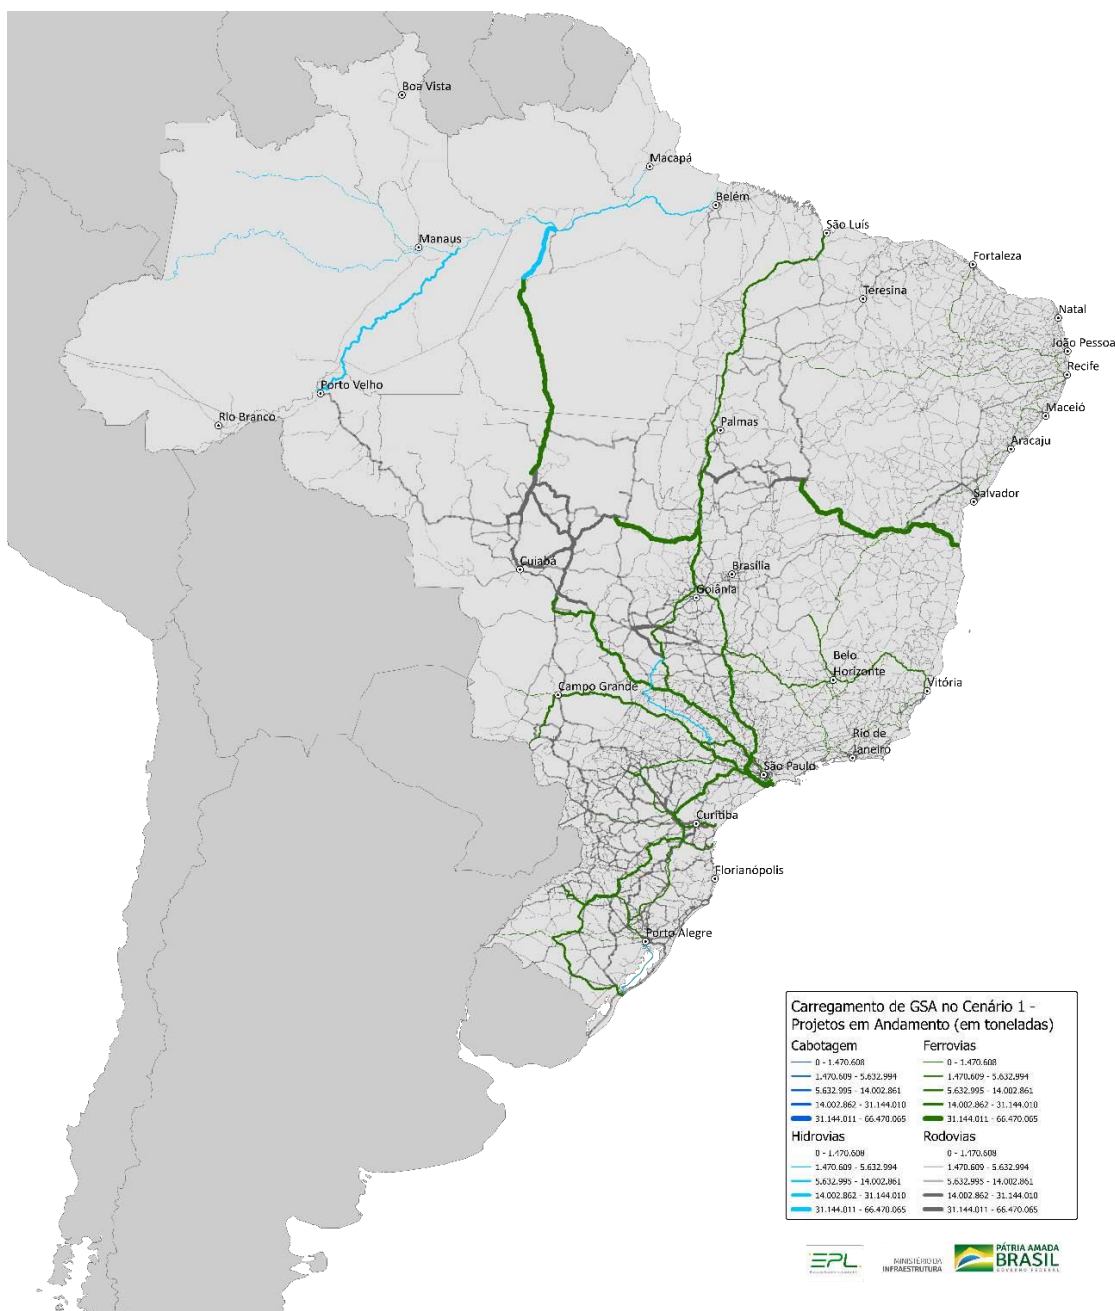 Boa Vista
Macapá
Belém
São Luís
Manaus
Fortaleza
Teresina
Natal
João Pessoa
Recife
Porto Velho
Maceió
Rio Branco
Palmas
Aracaju
Salvador
Cuiabá
Brasília
Goiânia
Belo
Horizonte
Campo Grande
Vitória
Rio de
Janeiro
São Paulo
Curitiba
Florianópolis
Porto Alegre
Carregamento de GSA no Cenário 1 -
Projetos em Andamento (em toneladas)
Cabotagem
0 - 1.470.608
1.470.609 - 5.632.994
5.632.995 - 14.002.861
14.002.862 - 31.144.010
31.144.011 - 66.470.065
Ferrovias
0 - 1.470.608
1.470.609 - 5.632.994
5.632.995 - 14.002.861
14.002.862 - 31.144.010
31.144.011 - 66.470.065
Hidrovias
0 - 1.470.608
1.470.609 - 5.632.994
5.632.995 - 14.002.861
14.002.862 - 31.144.010
31.144.011 - 66.470.065
Rodovias
0 - 1.470.608
1.470.609 - 5.632.994
5.632.995 - 14.002.861
14.002.862 - 31.144.010
31.144.011 - 66.470.065
EPL
MINISTÉRIO DA
INFRAESTRUTURA
PÁTRIA AMADA
BRASIL
GOVERNO FEDERAL